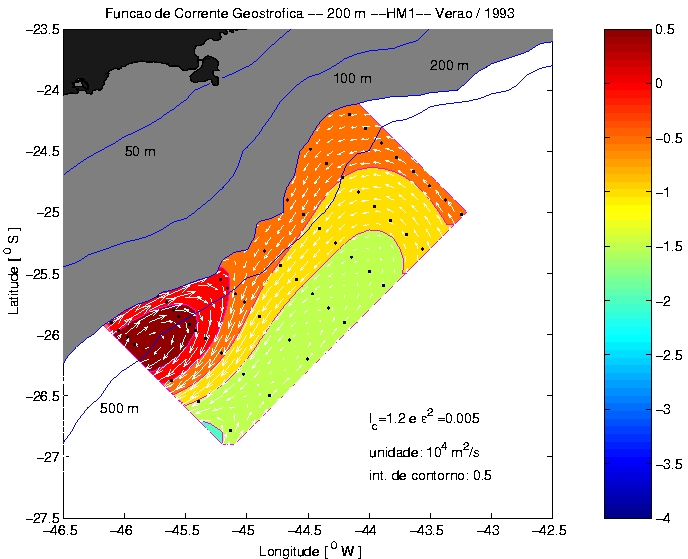 Funcao de Corrente Geostrofica −− 200 m −−HM1−− Verao / 1993
−23.5
−24
−24.5
−25
−25.5
−26
−26.5
−27
−27.5
Latitude [ ° S ]
200 m
100 m
50 m
500 m
l_c=1.2 e ε² =0.005
unidade: 10⁴ m²/s
int. de contorno: 0.5
−46.5 −46 −45.5 −45 −44.5 −44 −43.5 −43 −42.5
Longitude [ ° W ]
0.5
0
−0.5
−1
−1.5
−2
−2.5
−3
−3.5
−4